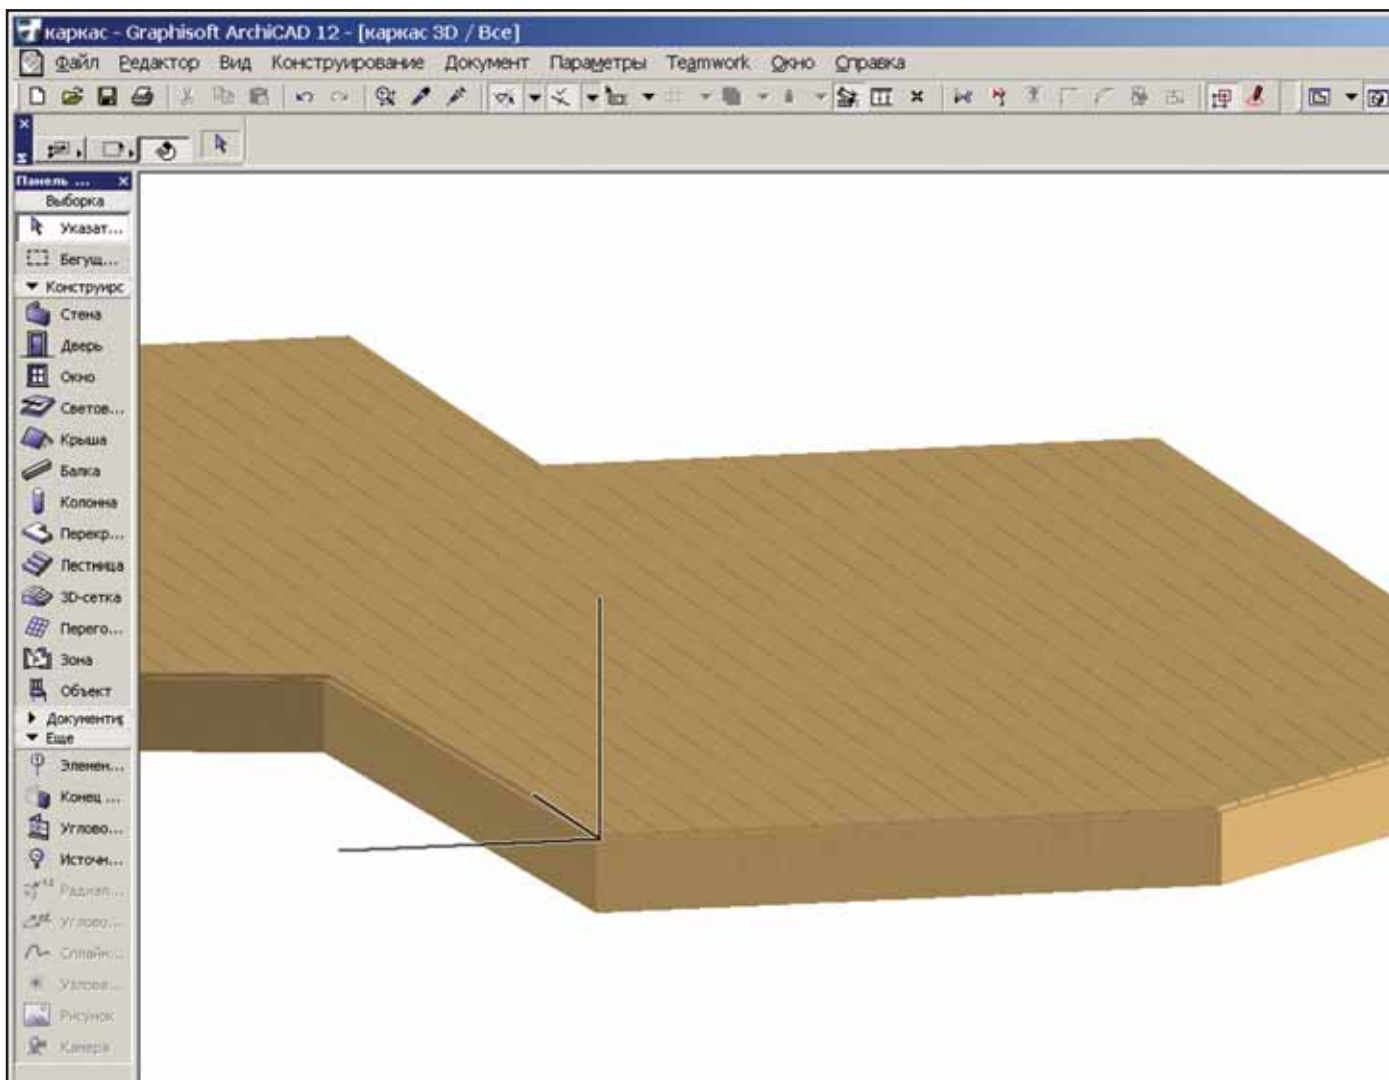 каркас - Graphisoft ArchiCAD 12 - [каркас 3D / Все]
Файл Редактор Вид Конструирование Документ Параметры Teamwork Окно Справка
Панель ...
Выборка
Указат...
Бегущ...
Конструирс
Стена
Дверь
Окно
Светов...
Крыша
Балка
Колонна
Перекр...
Лестница
3D-сетка
Перего...
Зона
Объект
Документир
Еще
Элемен...
Конец ...
Углово...
Источн...
Радиал...
Углово...
Сплайн...
Узлова...
Рисунок
Камера